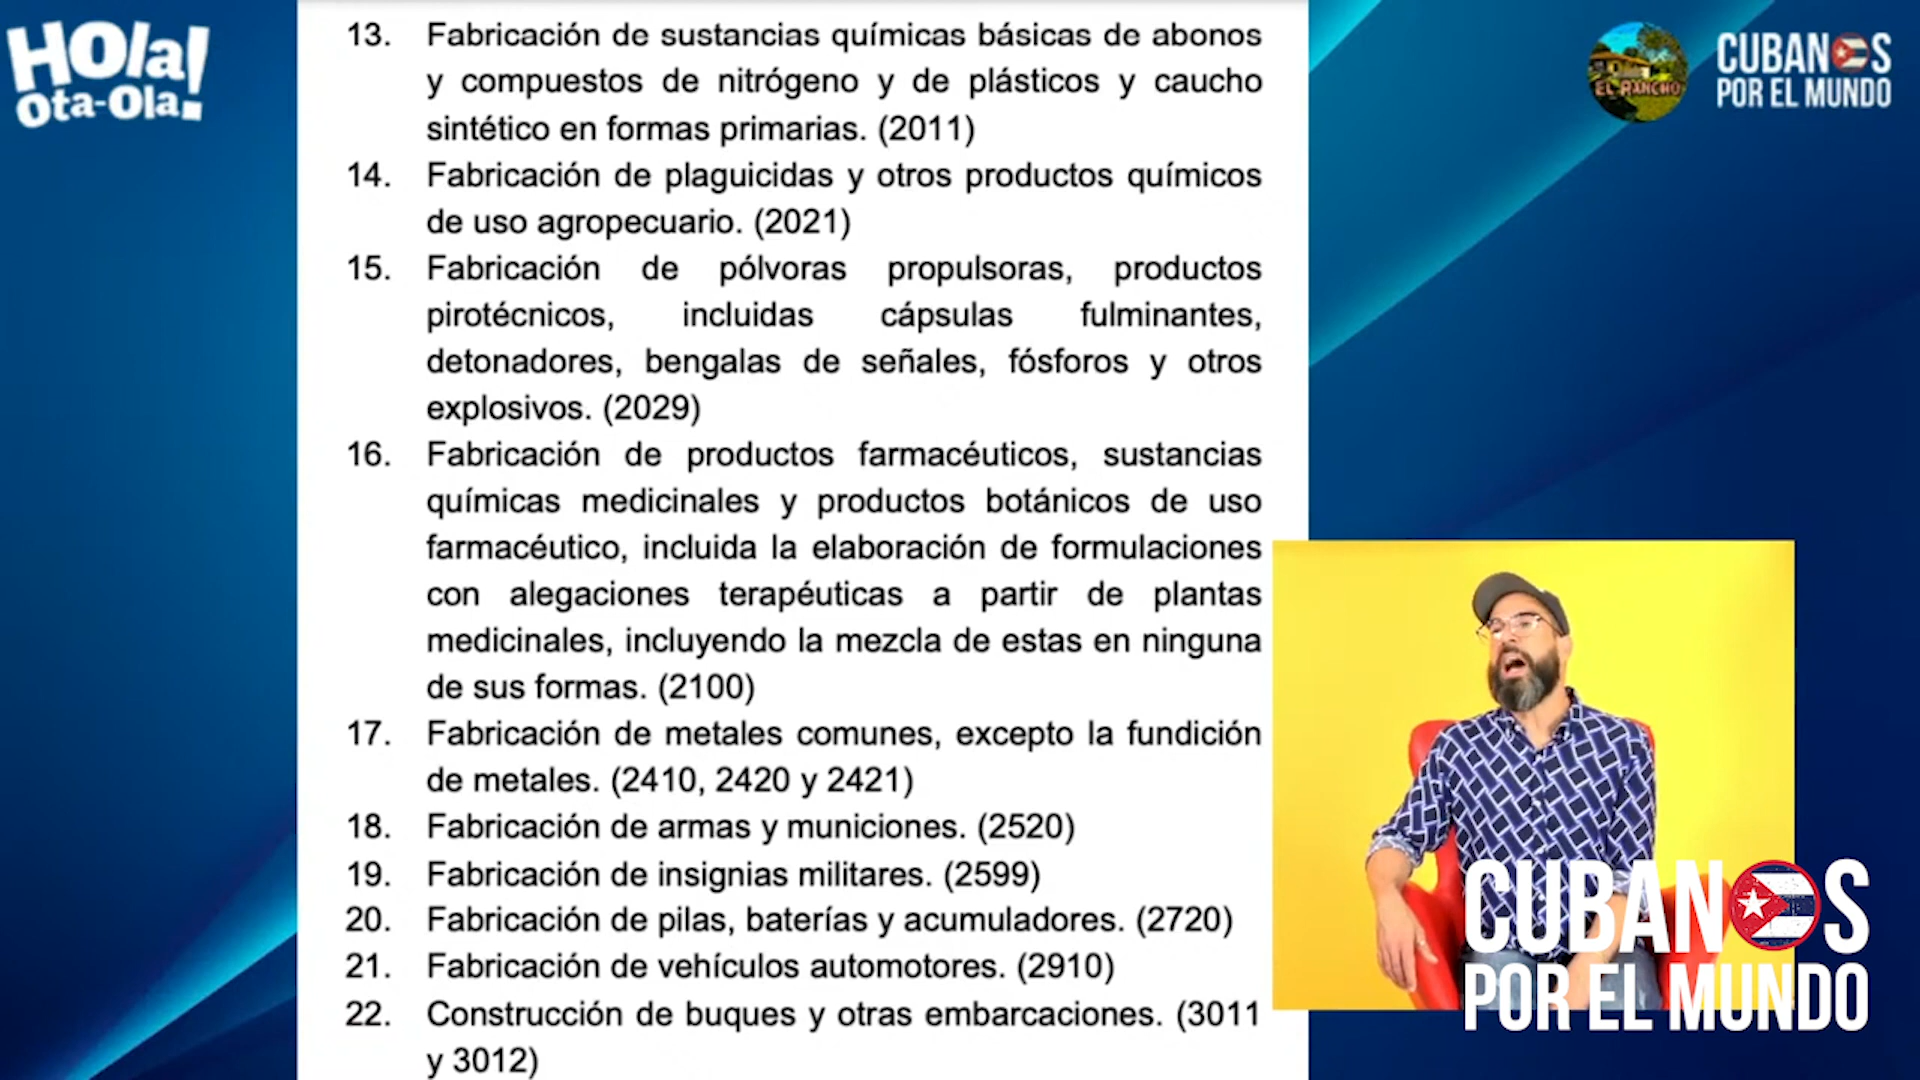 Hola!
Ota-Ola!
13. Fabricación de sustancias químicas básicas de abonos
y compuestos de nitrógeno y de plásticos y caucho
sintético en formas primarias. (2011)
14. Fabricación de plaguicidas y otros productos químicos
de uso agropecuario. (2021)
15. Fabricación de pólvoras propulsoras, productos
pirotécnicos, incluidas cápsulas fulminantes,
detonadores, bengalas de señales, fósforos y otros
explosivos. (2029)
16. Fabricación de productos farmacéuticos, sustancias
químicas medicinales y productos botánicos de uso
farmacéutico, incluida la elaboración de formulaciones
con alegaciones terapéuticas a partir de plantas
medicinales, incluyendo la mezcla de estas en ninguna
de sus formas. (2100)
17. Fabricación de metales comunes, excepto la fundición
de metales. (2410, 2420 y 2421)
18. Fabricación de armas y municiones. (2520)
19. Fabricación de insignias militares. (2599)
20. Fabricación de pilas, baterías y acumuladores. (2720)
21. Fabricación de vehículos automotores. (2910)
22. Construcción de buques y otras embarcaciones. (3011
y 3012)
EL RANCHO
CUBANOS
POR EL MUNDO
CUBANOS
POR EL MUNDO